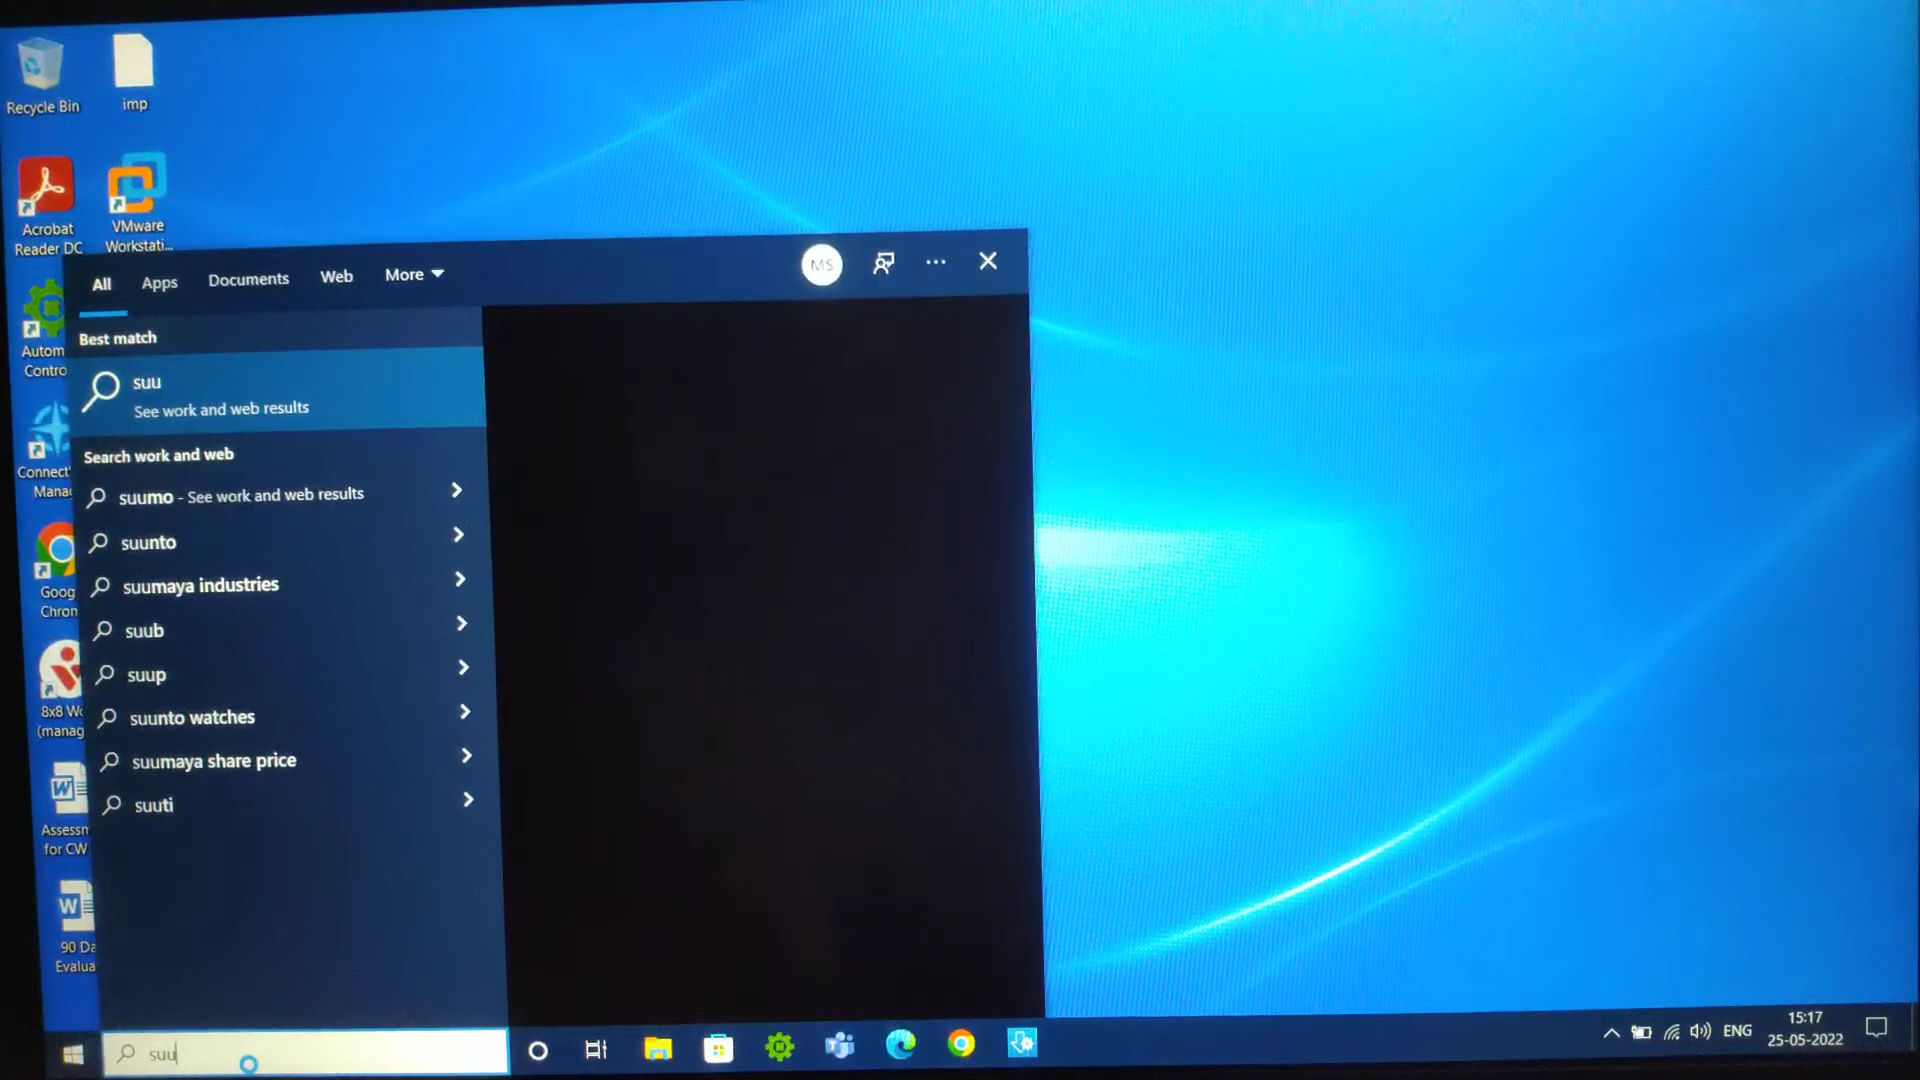 Recycle Bin
imp
Acrobat
Reader DC
VMware
Workstati...
All
Apps
Documents
Web
More
MS
Best match
suu
See work and web results
Search work and web
suumo - See work and web results
suunto
suumaya industries
suub
suup
suunto watches
suumaya share price
suuti
Autom
Contro
Connect
Mana
Goog
Chron
8x8 Wo
(manag
Assessn
for CW
90 Da
Evalua
suu
ENG
15:17
25-05-2022